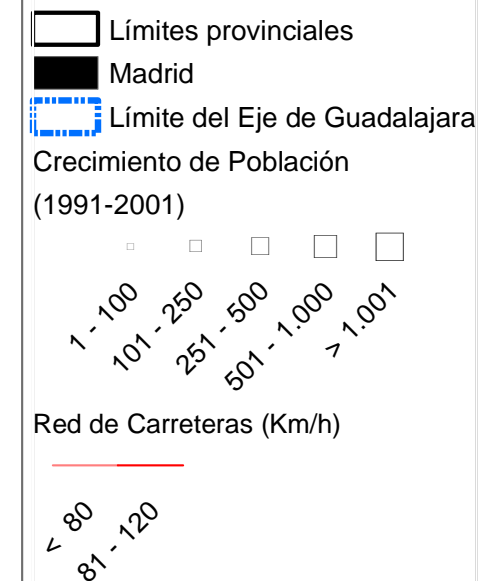 Límites provinciales
Madrid
Límite del Eje de Guadalajara
Crecimiento de Población
(1991-2001)
1 - 100
101 - 250
251 - 500
501 - 1.000
> 1.001
Red de Carreteras (Km/h)
< 80
81 - 120